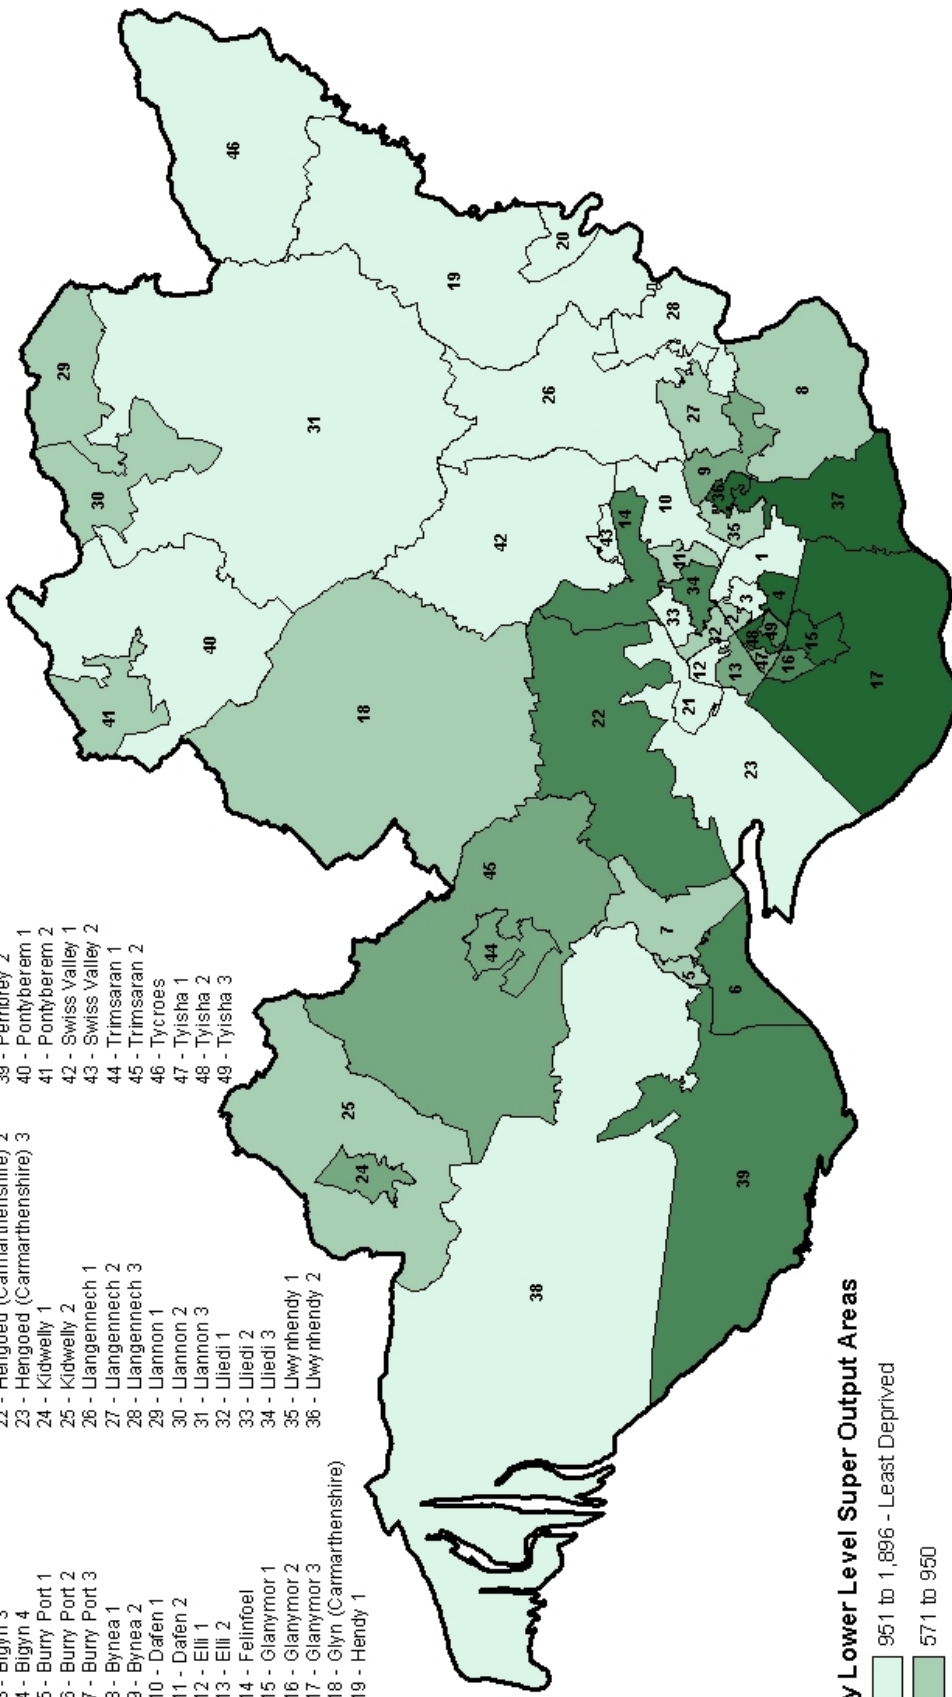 3 - Bigyn 3
4 - Bigyn 4
5 - Burry Port 1
6 - Burry Port 2
7 - Burry Port 3
8 - Bynea 1
9 - Bynea 2
10 - Dafen 1
11 - Dafen 2
12 - Elli 1
13 - Elli 2
14 - Felinfoel
15 - Glanymor 1
16 - Glanymor 2
17 - Glanymor 3
18 - Glyn (Carmarthenshire)
19 - Hendy 1
22 - Hengoed (Carmarthenshire) 2
23 - Hengoed (Carmarthenshire) 3
24 - Kidwelly 1
25 - Kidwelly 2
26 - Llangennech 1
27 - Llangennech 2
28 - Llangennech 3
29 - Llannon 1
30 - Llannon 2
31 - Llannon 3
32 - Lliedi 1
33 - Lliedi 2
34 - Lliedi 3
35 - Llwynhendy 1
36 - Llwynhendy 2
39 - Pembrey 2
40 - Pontyberem 1
41 - Pontyberem 2
42 - Swiss Valley 1
43 - Swiss Valley 2
44 - Trimsaran 1
45 - Trimsaran 2
46 - Tycroes
47 - Tyisha 1
48 - Tyisha 2
49 - Tyisha 3
41
30
29
40
46
31
18
25
24
19
45
44
42
26
20
38
22
43
14
10
28
7
5
33
11
34
9
27
21
12
32
35
36
6
13
2
3
1
8
39
23
47
48
49
4
16
15
37
17
y Lower Level Super Output Areas
951 to 1,896 - Least Deprived
571 to 950